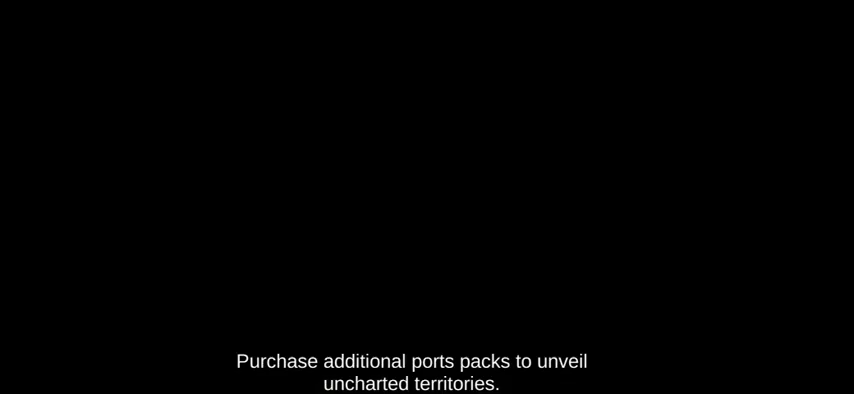 Purchase additional ports packs to unveil
uncharted territories.